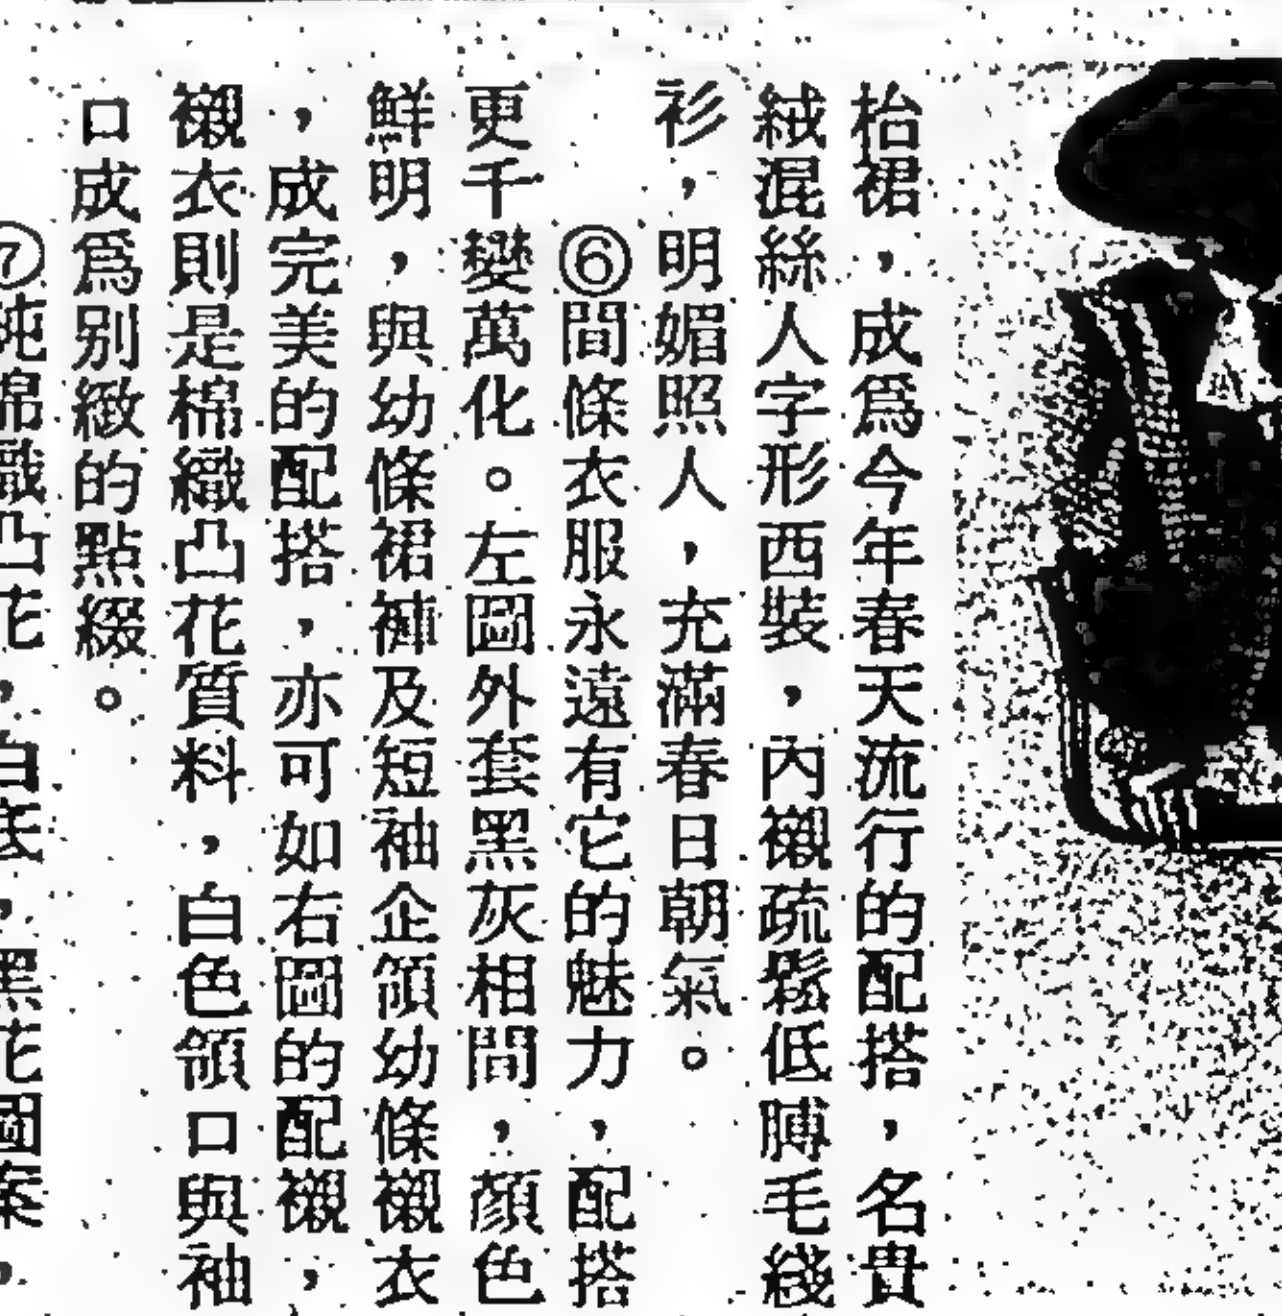 枱裙，成爲今年春天流行的配搭，名貴
絨混絲人字形西裝，內襯疏鬆低膊毛綫
衫，明媚照人，充滿春日朝氣。
⑥間條衣服永遠有它的魅力，配搭
更千變萬化。左圖外套黑灰相間，顏色
鮮明，與幼條裙褲及短袖企領幼條襯衣
，成完美的配搭，亦可如右圖的配襯，
襯衣則是棉織凸花質料，白色領口與袖
口成爲別緻的點綴。
⑦純棉織凸花，白底，黑花圖案，